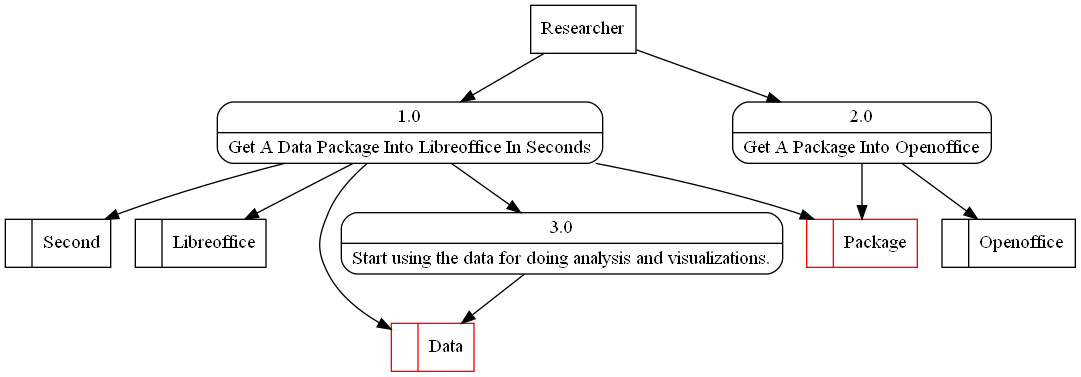 Researcher
1.0
Get A Data Package Into Libreoffice In Seconds
2.0
Get A Package Into Openoffice
Second
Libreoffice
3.0
Start using the data for doing analysis and visualizations.
Package
Openoffice
Data